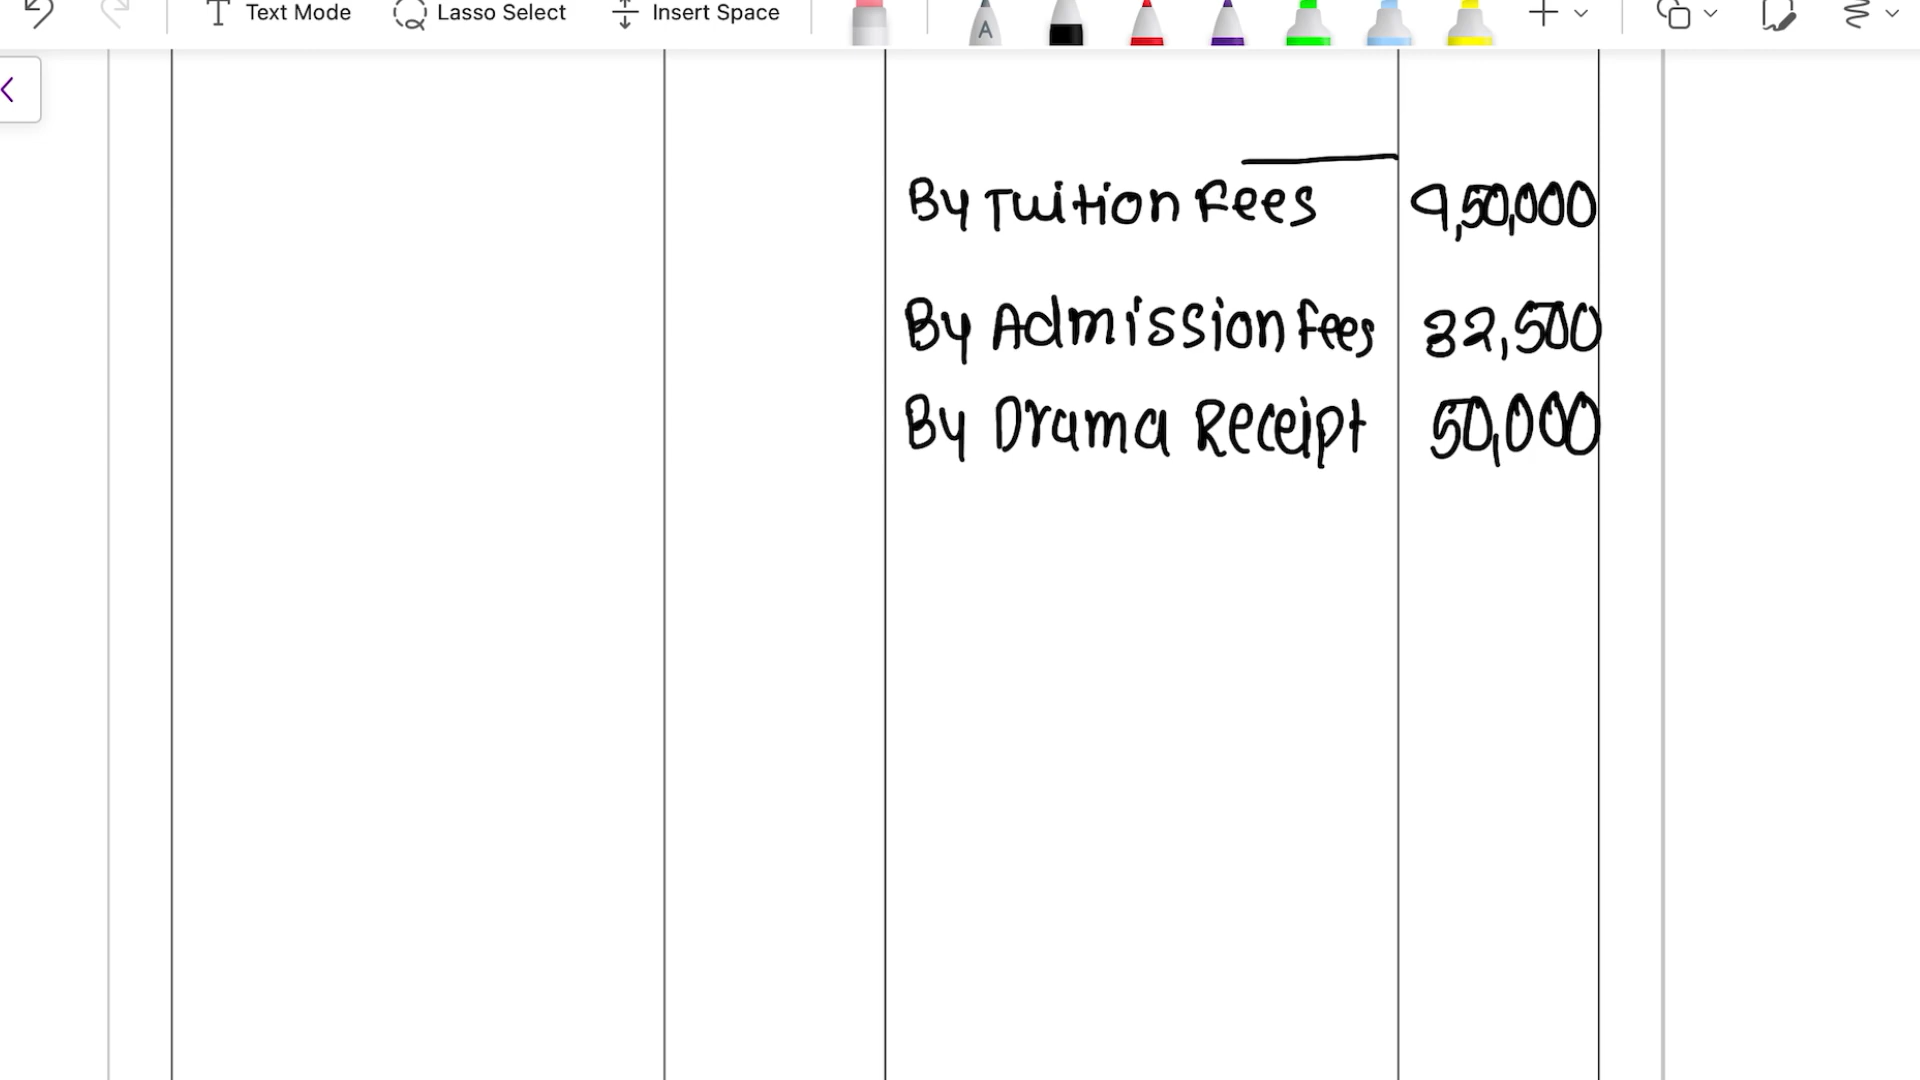 Text Mode Lasso Select Insert Space
A
By Tuition Fees 9,50,000
By Admission Fees 32,500
By Drama Receipt 50,000